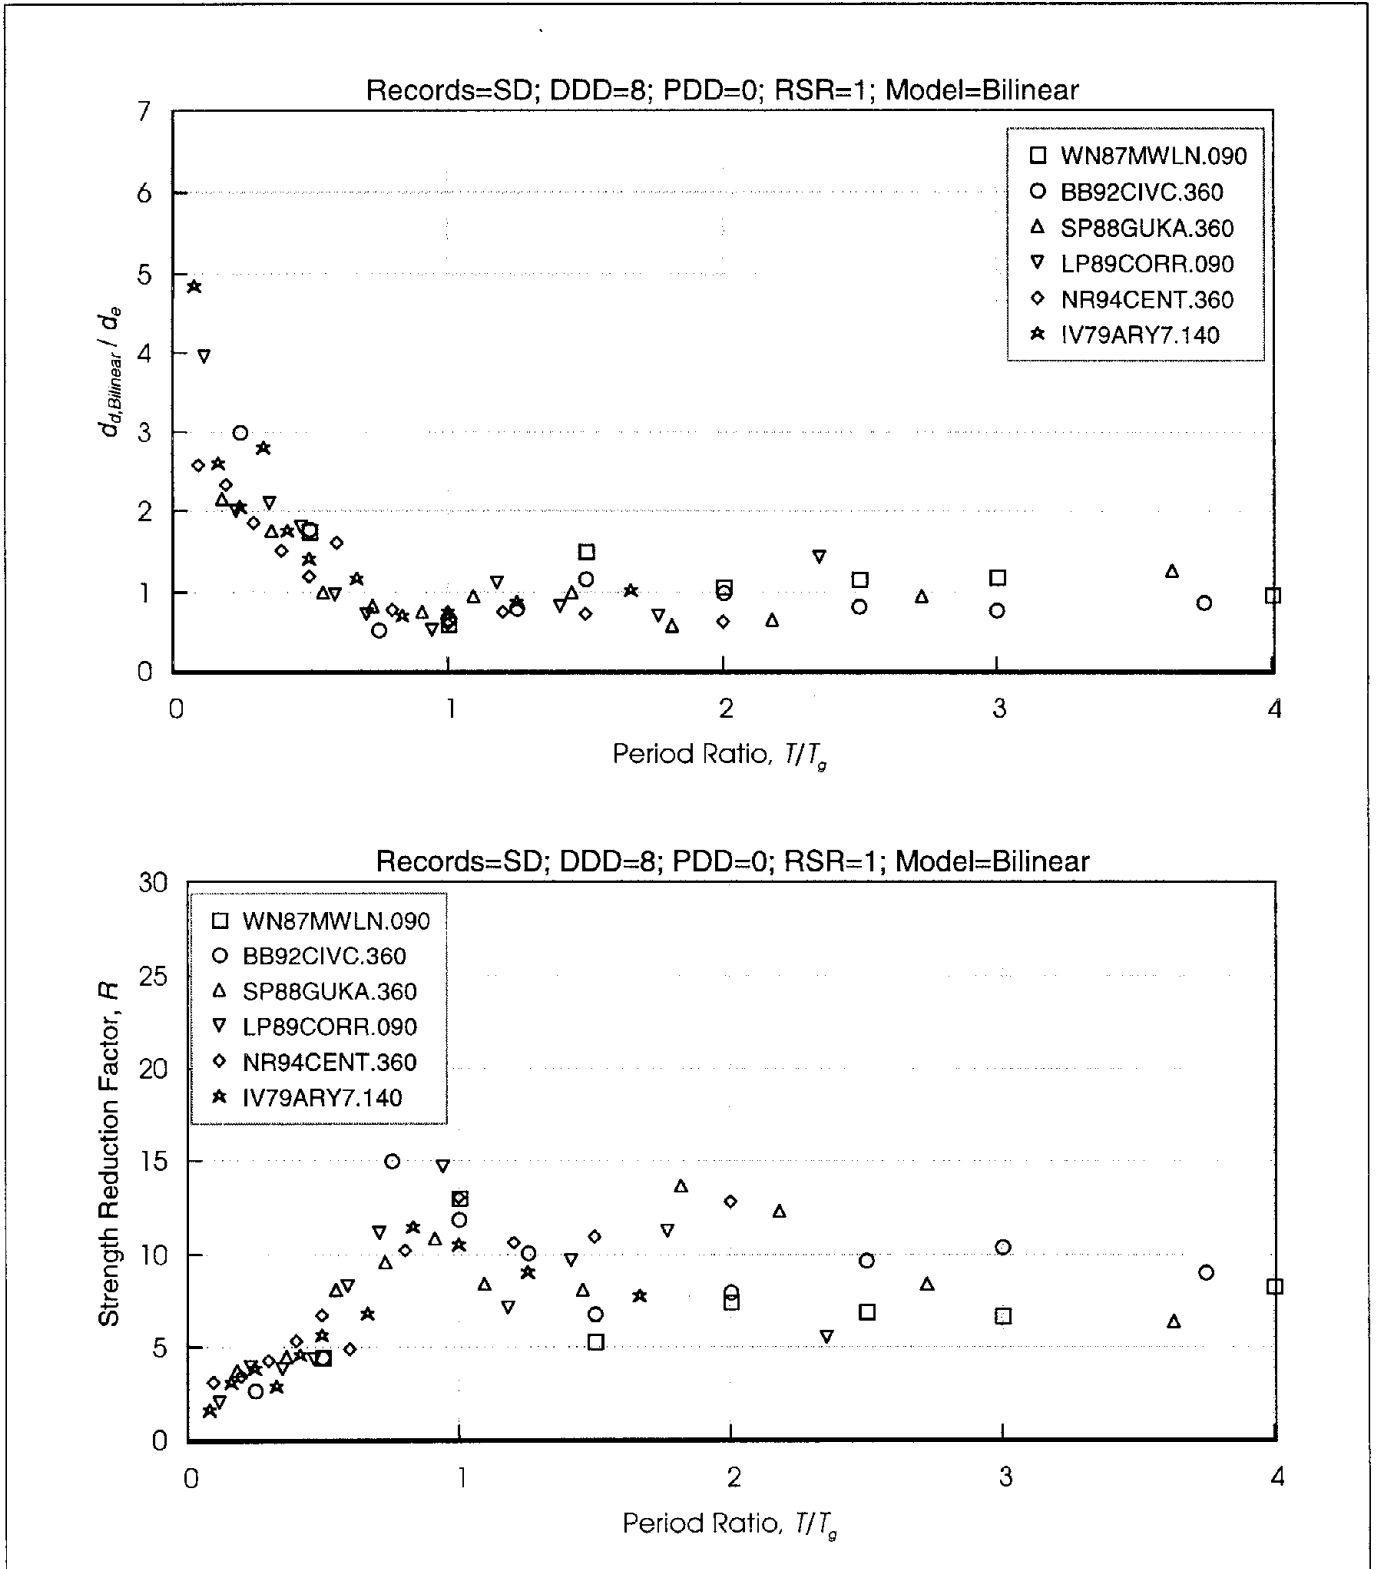 Records=SD; DDD=8; PDD=0; RSR=1; Model=Bilinear
7
6
5
4
3
2
1
0
d_d,Bilinear / d_e
WN87MWLN.090
BB92CIVC.360
SP88GUKA.360
LP89CORR.090
NR94CENT.360
IV79ARY7.140
0 1 2 3 4
Period Ratio, T/T_g
Records=SD; DDD=8; PDD=0; RSR=1; Model=Bilinear
30
25
20
15
10
5
0
Strength Reduction Factor, R
WN87MWLN.090
BB92CIVC.360
SP88GUKA.360
LP89CORR.090
NR94CENT.360
IV79ARY7.140
0 1 2 3 4
Period Ratio, T/T_g